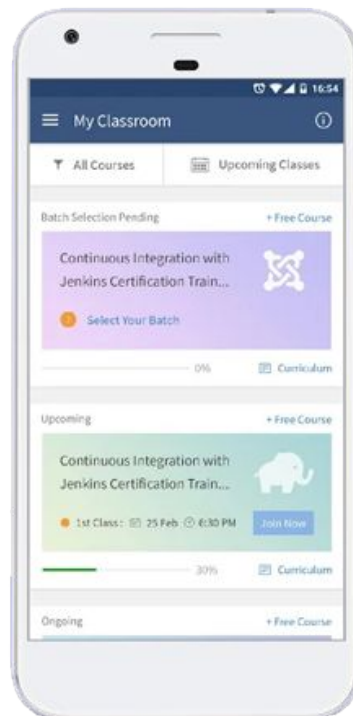 16:54
My Classroom
All Courses
Upcoming Classes
Batch Selection Pending
+ Free Course
Continuous Integration with
Jenkins Certification Train...
Select Your Batch
0%
Curriculum
Upcoming
+ Free Course
Continuous Integration with
Jenkins Certification Train...
1st Class: 25 Feb 6:30 PM
Join Now
30%
Curriculum
Ongoing
+ Free Course